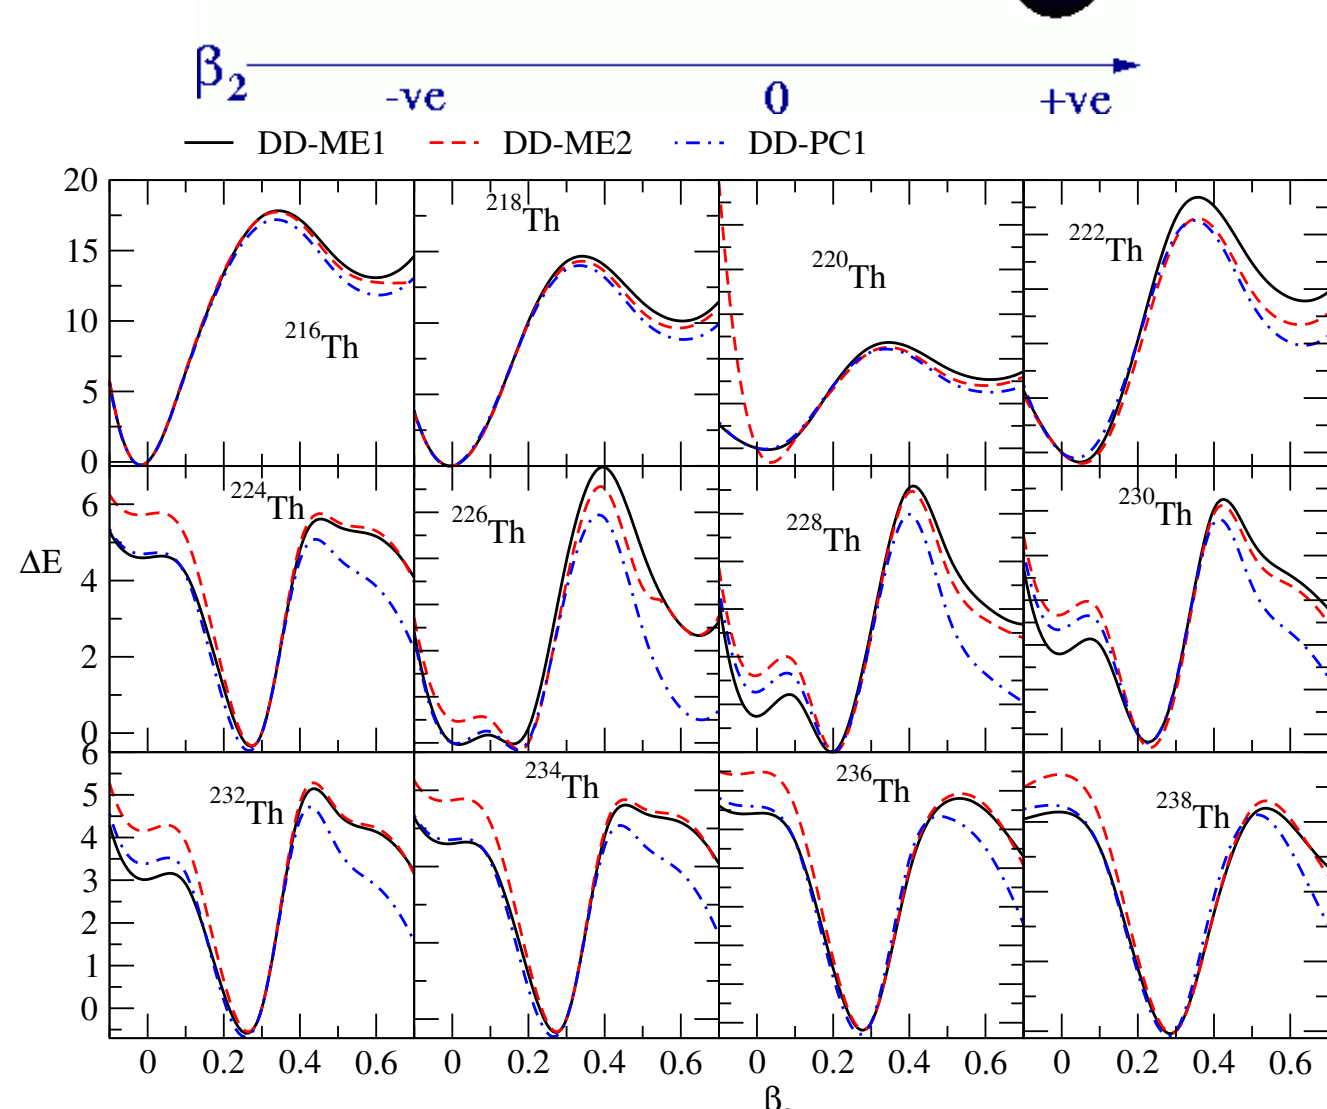 β2 -ve 0 +ve
DD-ME1 DD-ME2 DD-PC1
20
15
10
5
0
216Th
218Th
220Th
222Th
ΔE
6
4
2
0
224Th
226Th
228Th
230Th
6
5
4
3
2
1
0
232Th
234Th
236Th
238Th
0 0.2 0.4 0.6 0 0.2 0.4 0.6 0 0.2 0.4 0.6 0 0.2 0.4 0.6
β